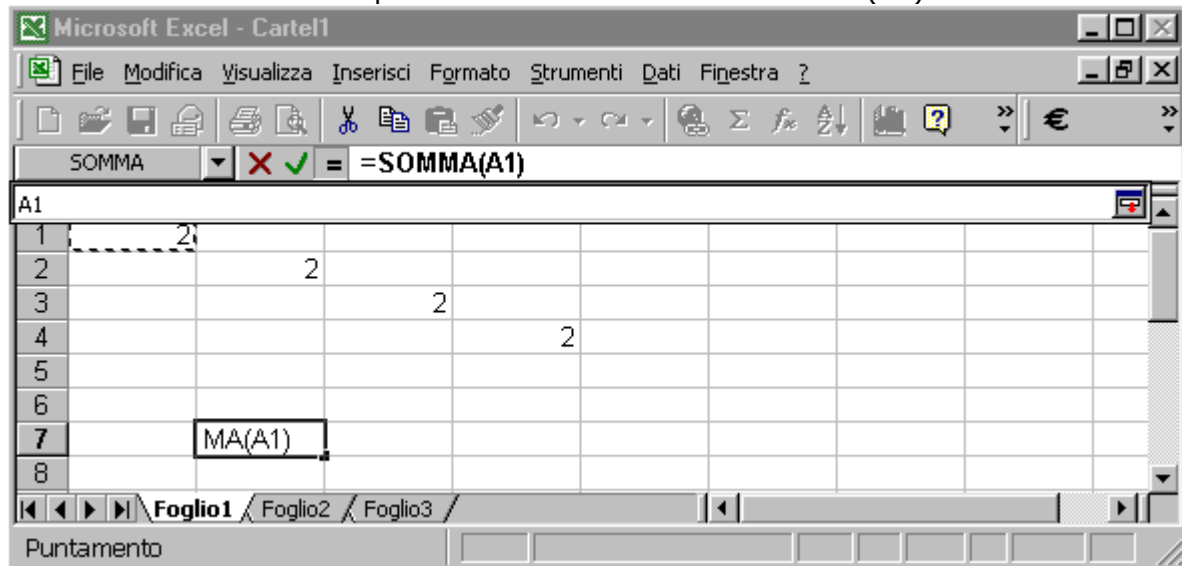 Microsoft Excel - Cartel1
File Modifica Visualizza Inserisci Formato Strumenti Dati Finestra ?
SOMMA = =SOMMA(A1)
A1
1 2
2 2
3 2
4 2
5
6
7 MA(A1)
8
Foglio1 Foglio2 Foglio3
Puntamento